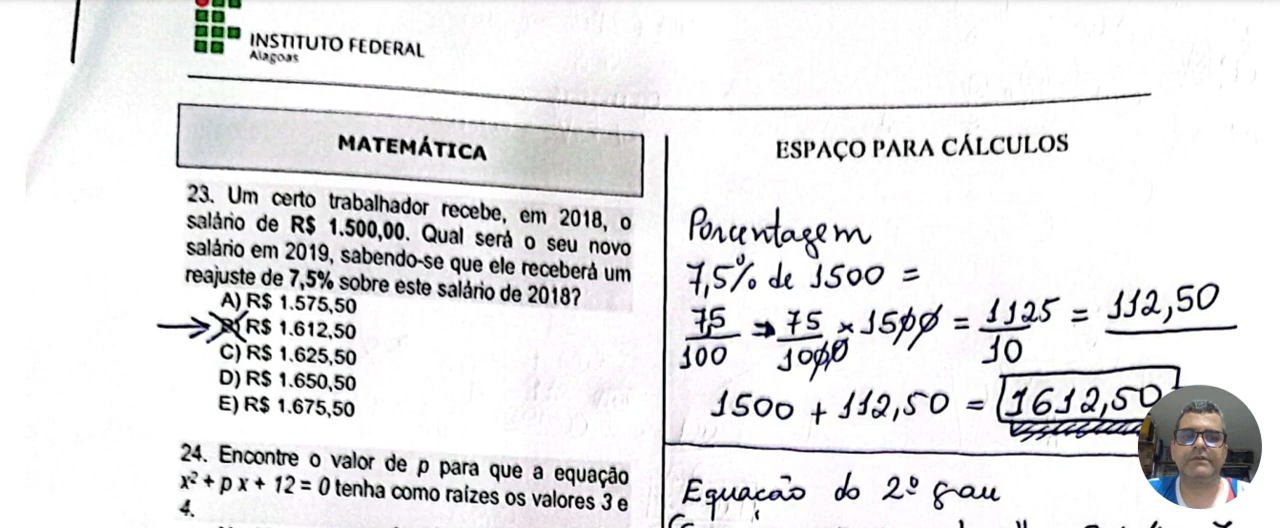 INSTITUTO FEDERAL
Alagoas
MATEMÁTICA
23. Um certo trabalhador recebe, em 2018, o
salário de R$ 1.500,00. Qual será o seu novo
salário em 2019, sabendo-se que ele receberá um
reajuste de 7,5% sobre este salário de 2018?
A) R$ 1.575,50
B) R$ 1.612,50
C) R$ 1.625,50
D) R$ 1.650,50
E) R$ 1.675,50
24. Encontre o valor de p para que a equação
x² + p x + 12 = 0 tenha como raízes os valores 3 e
4.
ESPAÇO PARA CÁLCULOS
Porcentagem
7,5% de 1500 =
7,5/100 → 75/1000 × 1500 = 1125/10 = 112,50
1500 + 112,50 = 1612,50
Equação do 2º grau